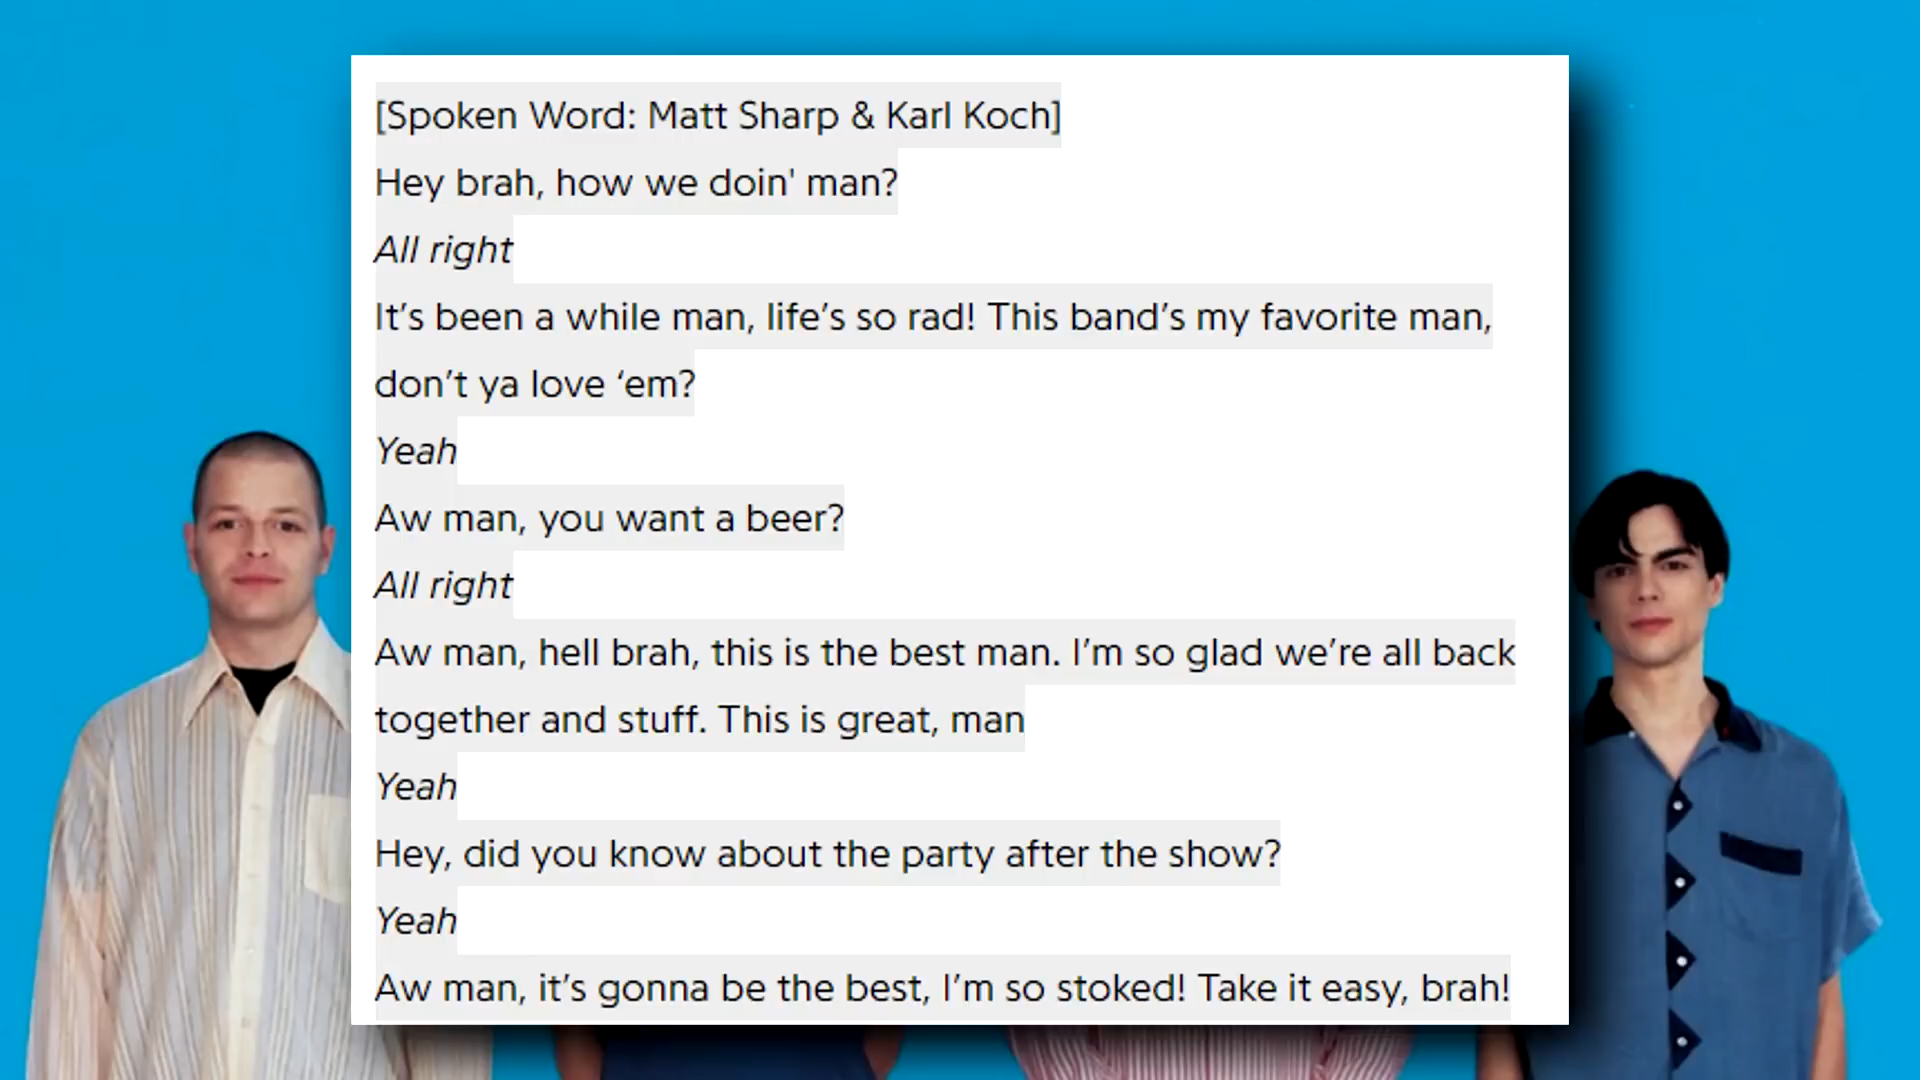 [Spoken Word: Matt Sharp & Karl Koch]
Hey brah, how we doin' man?
All right
It’s been a while man, life’s so rad! This band’s my favorite man,
don’t ya love ‘em?
Yeah
Aw man, you want a beer?
All right
Aw man, hell brah, this is the best man. I’m so glad we’re all back
together and stuff. This is great, man
Yeah
Hey, did you know about the party after the show?
Yeah
Aw man, it’s gonna be the best, I’m so stoked! Take it easy, brah!